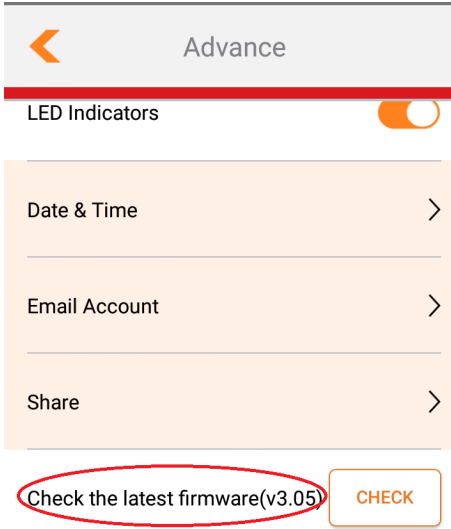 Advance
LED Indicators
Date & Time
Email Account
Share
Check the latest firmware(v3.05) CHECK